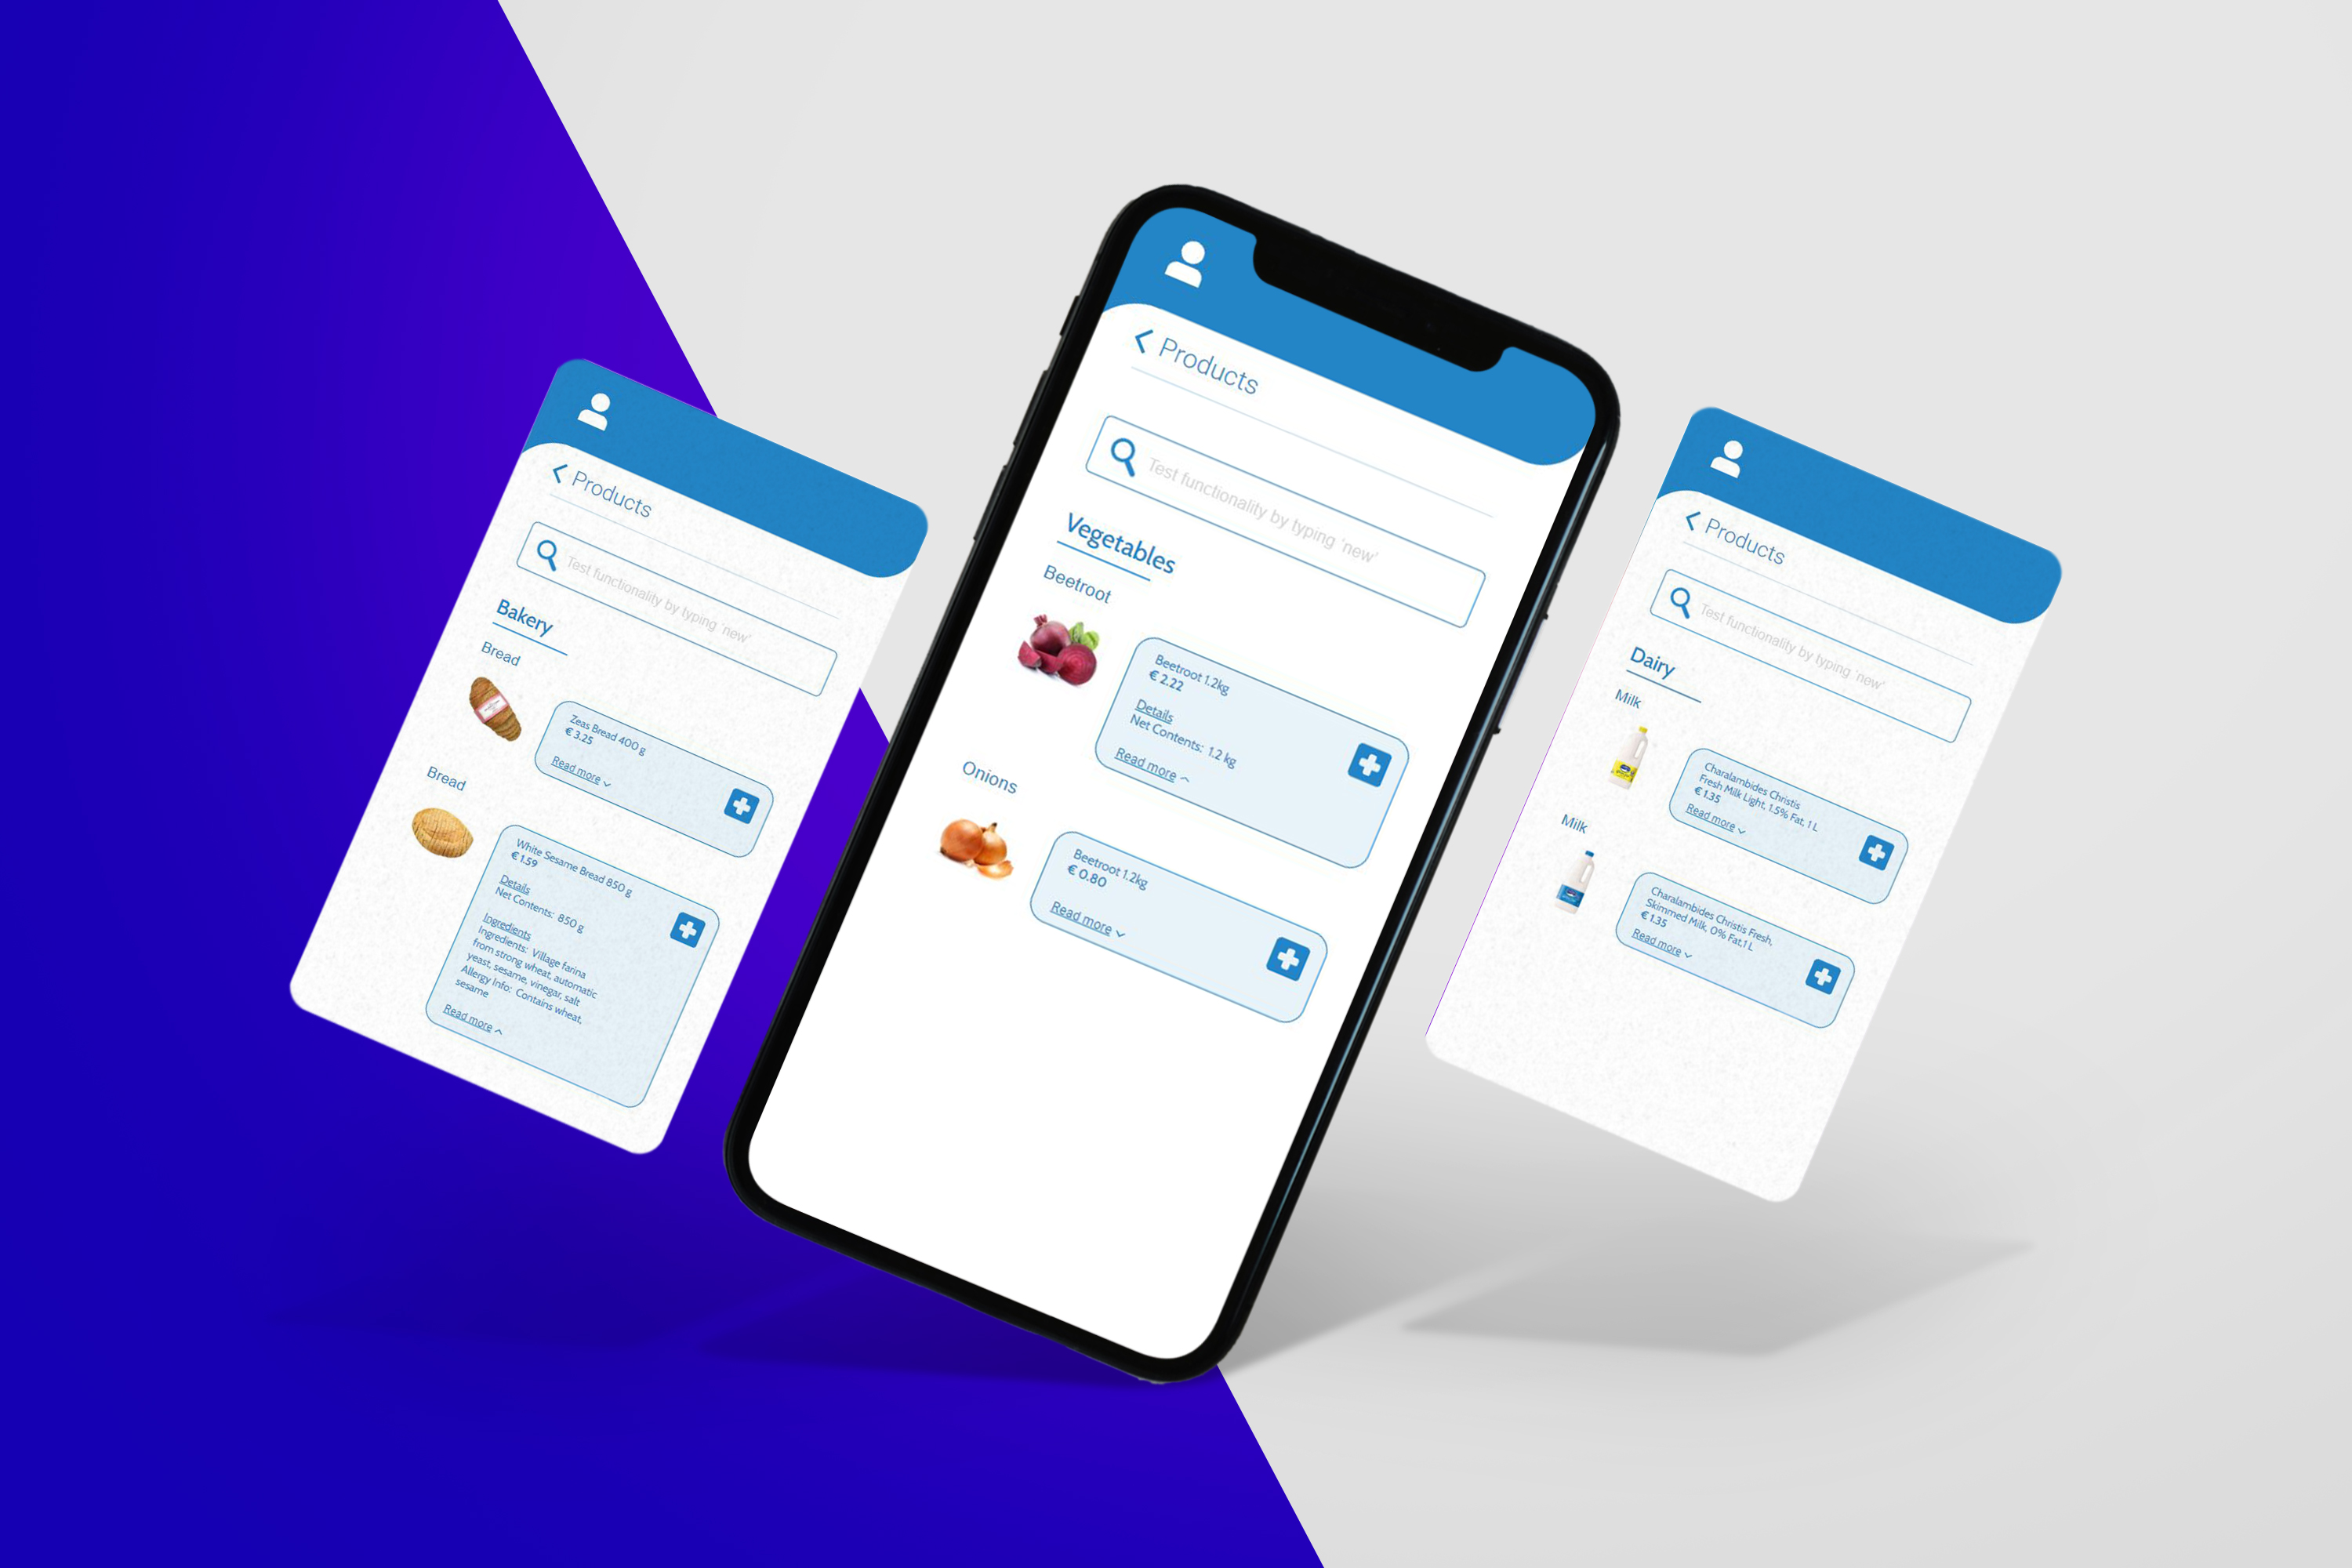 Products
Test functionality by typing 'new'
Bakery
Bread
Zeas Bread 400 g
€ 3.25
Read more
Bread
White Sesame Bread 850 g
€ 1.59
Details
Net Contents: 850 g
Ingredients
Ingredients: Village farina
from strong wheat, automatic
yeast, sesame, vinegar, salt
Allergy Info: Contains wheat,
sesame
Read more
Products
Test functionality by typing 'new'
Vegetables
Beetroot
Beetroot 1.2kg
€ 2.22
Details
Net Contents: 1.2 kg
Read more
Onions
Beetroot 1.2kg
€ 0.80
Read more
Products
Test functionality by typing 'new'
Dairy
Milk
Charalambides Christis
Fresh Milk Light, 1.5% Fat, 1 L
€ 1.35
Read more
Milk
Charalambides Christis Fresh,
Skimmed Milk, 0% Fat,1 L
€ 1.35
Read more